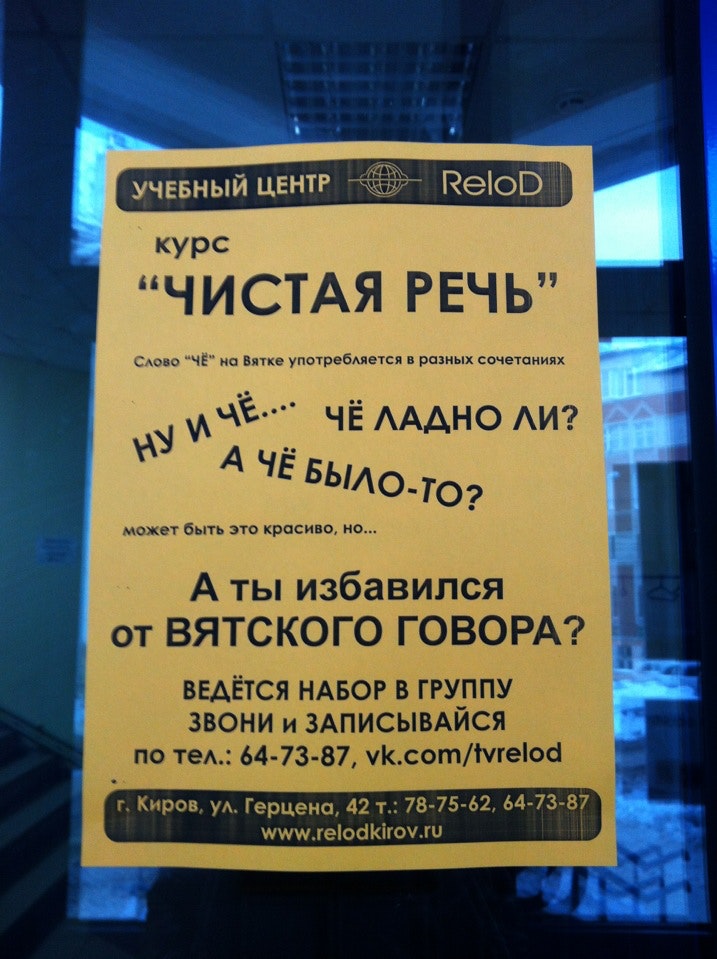 УЧЕБНЫЙ ЦЕНТР ReloD
курс
“ЧИСТАЯ РЕЧЬ”
Слово “ЧЁ” на Вятке употребляется в разных сочетаниях
НУ И ЧЁ....
ЧЁ ЛАДНО ЛИ?
А ЧЁ БЫЛО-ТО?
может быть это красиво, но...
А ты избавился
от ВЯТСКОГО ГОВОРА?
ВЕДЁТСЯ НАБОР В ГРУППУ
ЗВОНИ и ЗАПИСЫВАЙСЯ
по тел.: 64-73-87, vk.com/tvrelod
г. Киров, ул. Герцена, 42 т.: 78-75-62, 64-73-87
www.relodkirov.ru